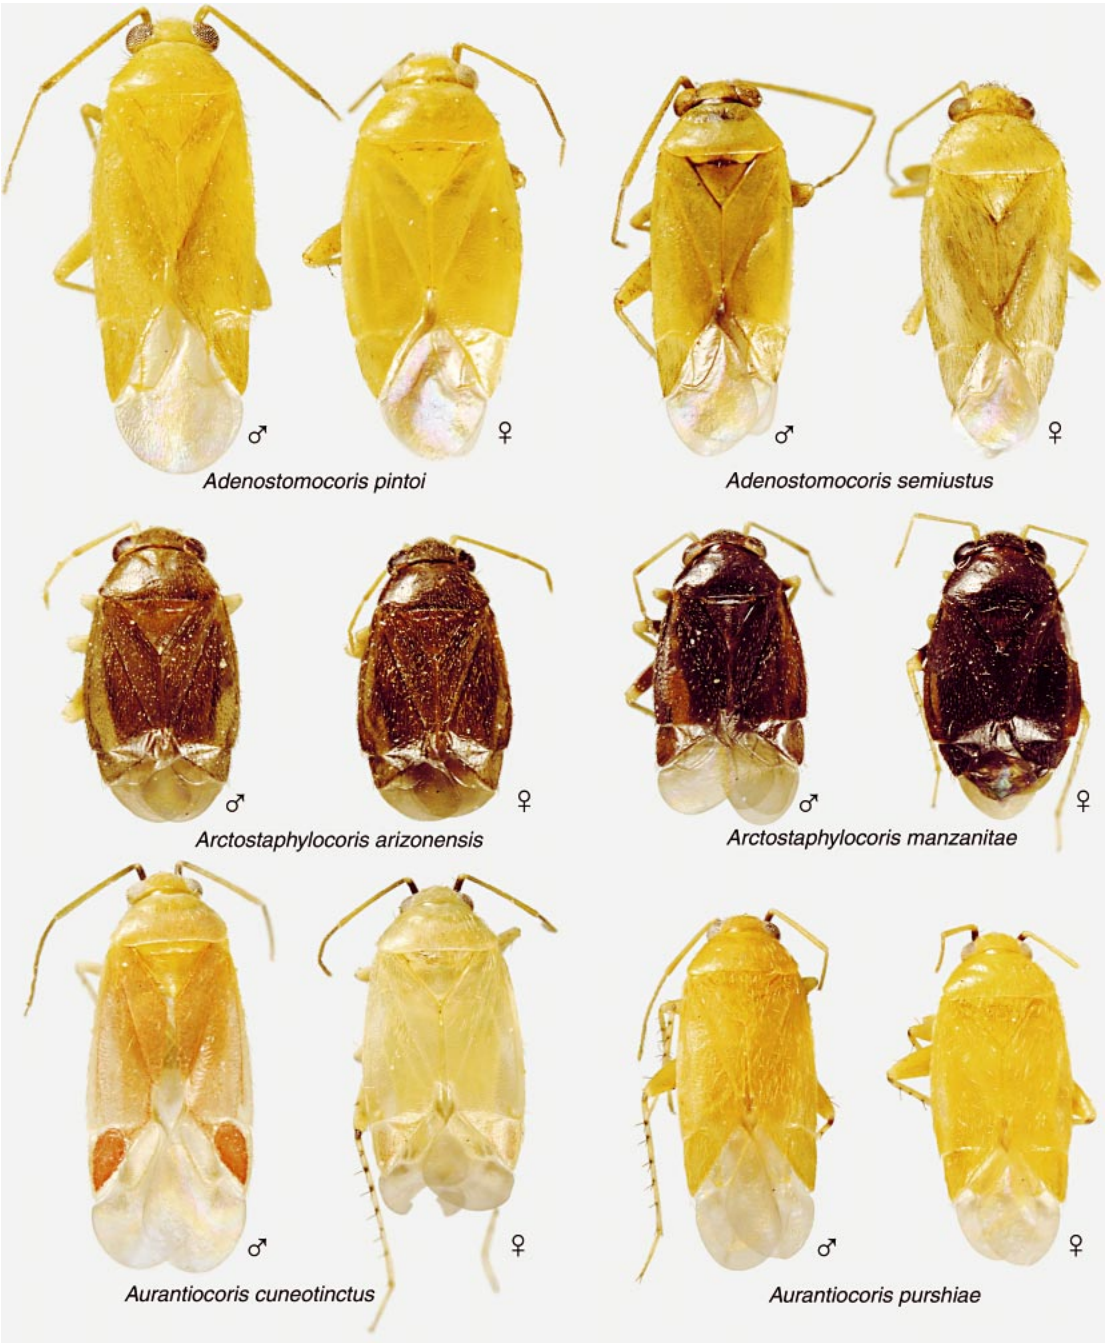 ♂ ♀ ♂ ♀
Adenostomocoris pintoi
Adenostomocoris semiustus
♂ ♀ ♂ ♀
Arctostaphylocoris arizonensis
Arctostaphylocoris manzanitae
♂ ♀ ♂ ♀
Aurantiocoris cuneotinctus
Aurantiocoris purshiae